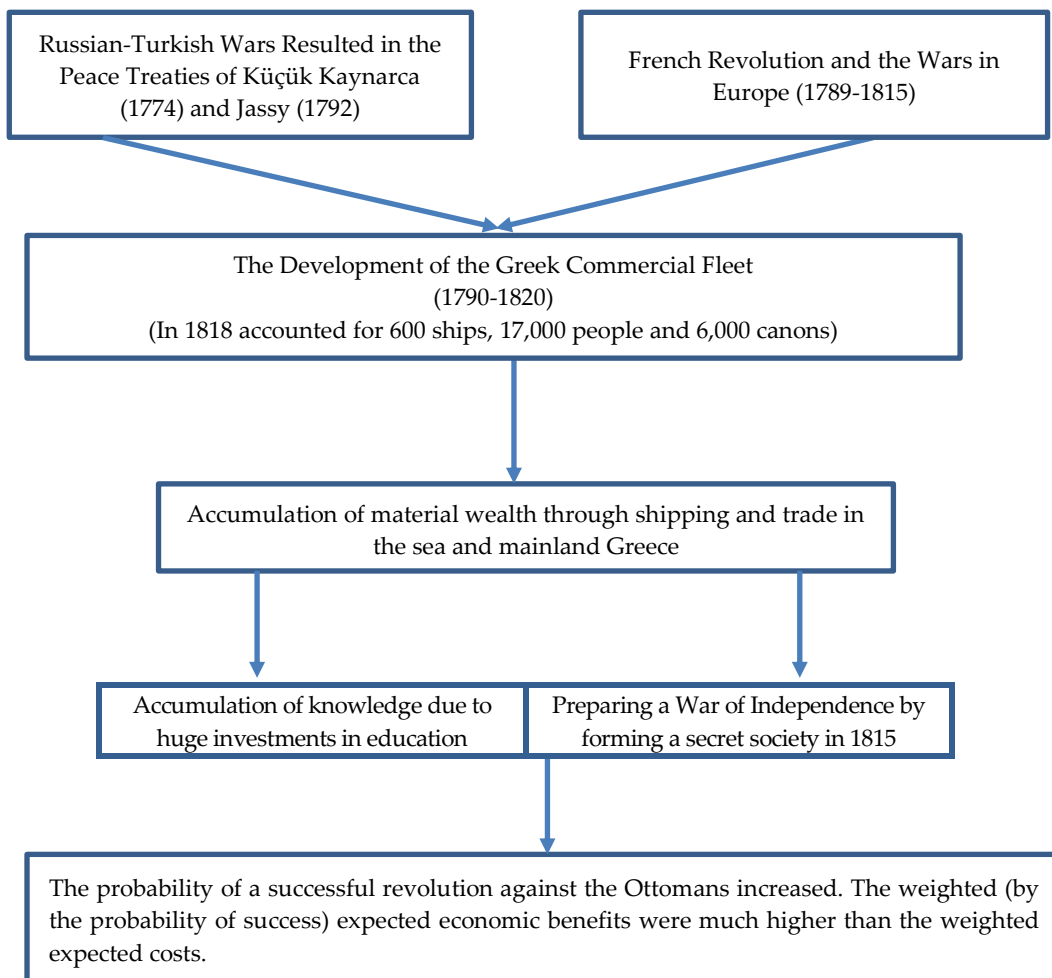 Russian-Turkish Wars Resulted in the
Peace Treaties of Küçük Kaynarca
(1774) and Jassy (1792)
French Revolution and the Wars in
Europe (1789-1815)
The Development of the Greek Commercial Fleet
(1790-1820)
(In 1818 accounted for 600 ships, 17,000 people and 6,000 canons)
Accumulation of material wealth through shipping and trade in
the sea and mainland Greece
Accumulation of knowledge due to
huge investments in education
Preparing a War of Independence by
forming a secret society in 1815
The probability of a successful revolution against the Ottomans increased. The weighted (by
the probability of success) expected economic benefits were much higher than the weighted
expected costs.